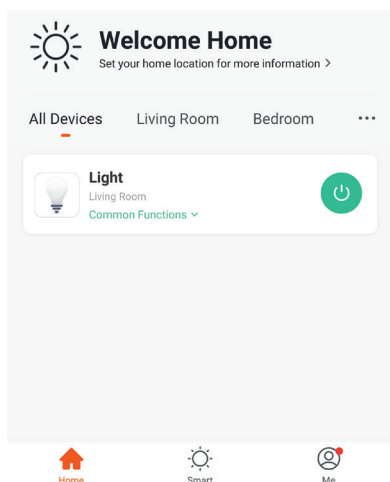 Welcome Home
Set your home location for more information >
All Devices Living Room Bedroom ...
Light
Living Room
Common Functions
Home Smart Me